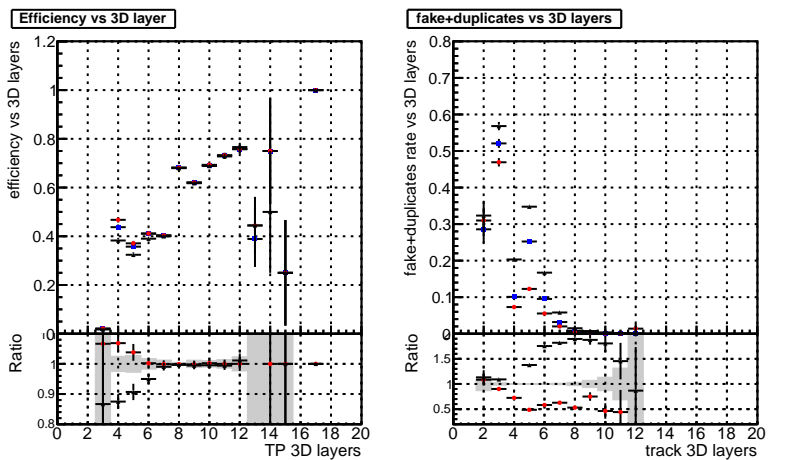 Efficiency vs 3D layer
efficiency vs 3D layers
1.2
1
0.8
0.6
0.4
0.2
0
Ratio
1
0.9
0.8
0 2 4 6 8 10 12 14 16 18 20
TP 3D layers
fake+duplicates vs 3D layers
fake+duplicates rate vs 3D layers
0.8
0.7
0.6
0.5
0.4
0.3
0.2
0.1
0
Ratio
1.5
1
0.5
0 2 4 6 8 10 12 14 16 18 20
track 3D layers